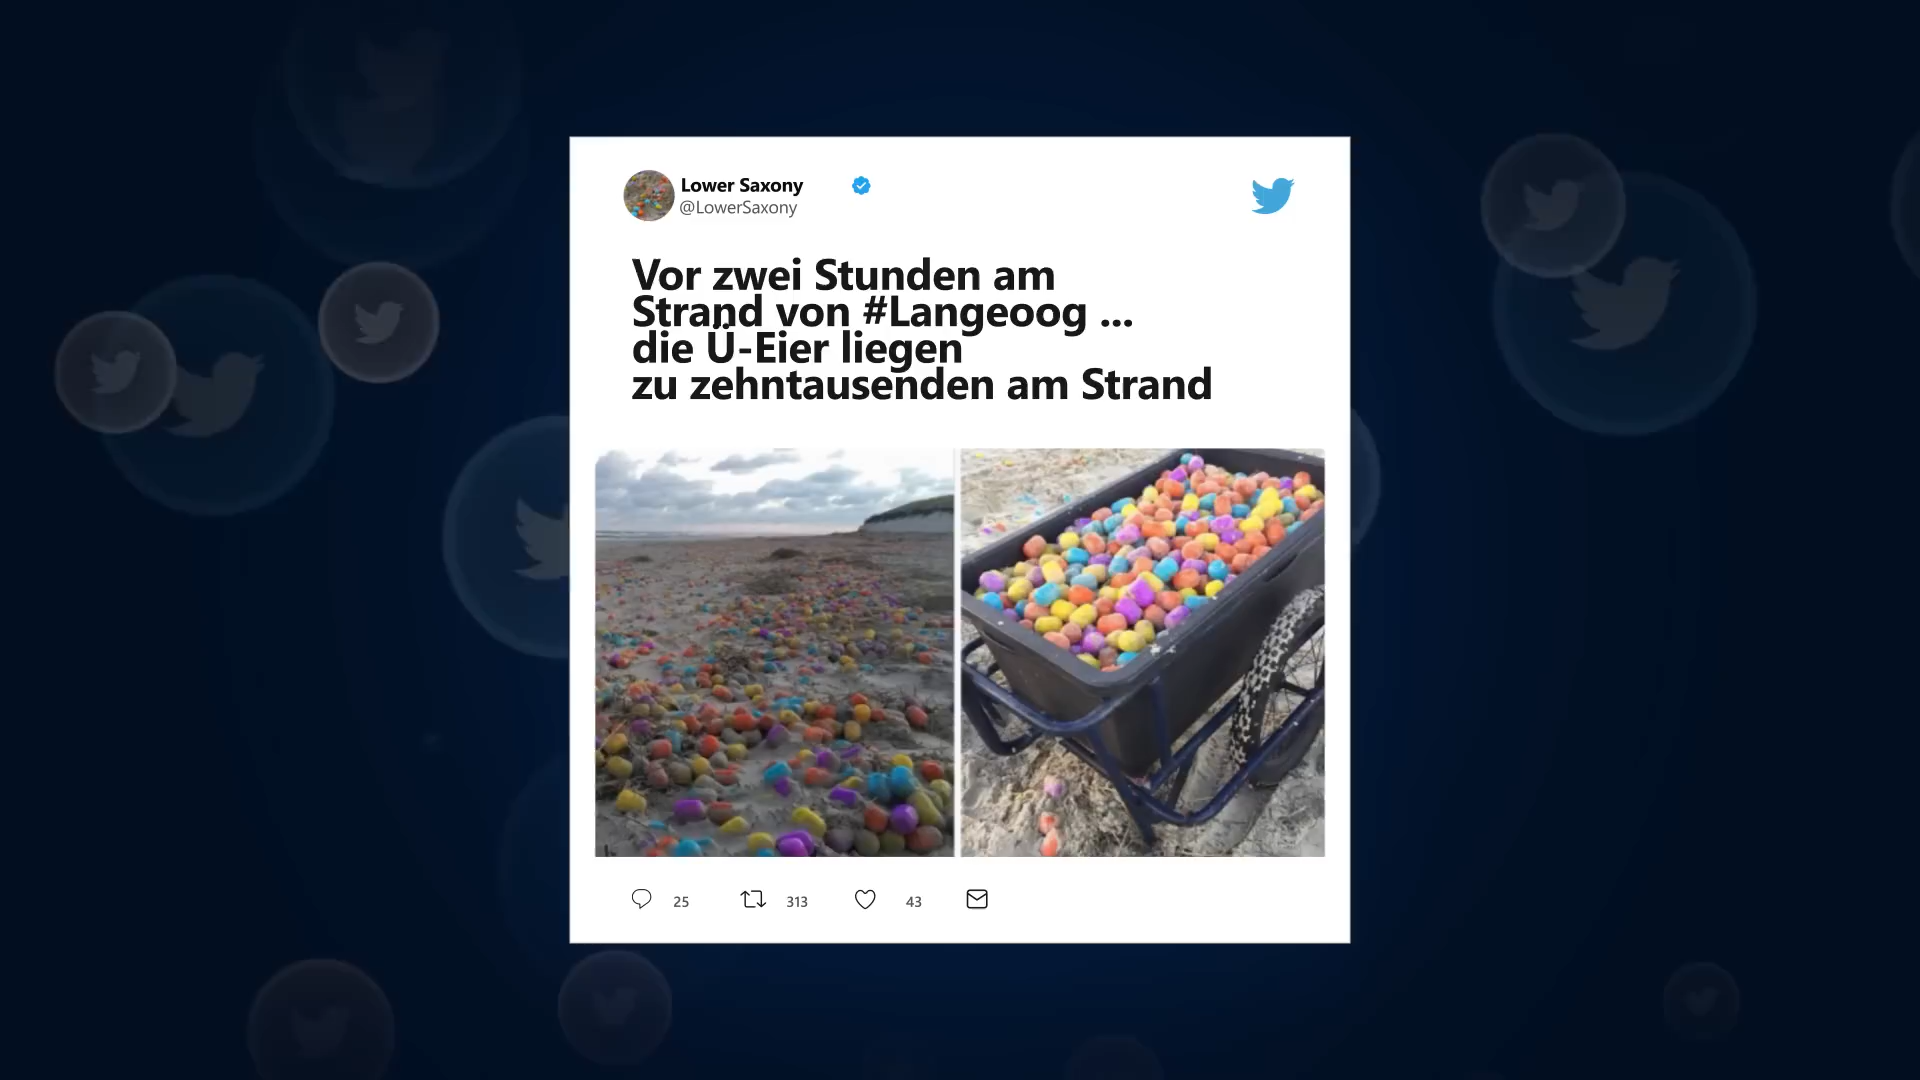 Lower Saxony
@LowerSaxony
Vor zwei Stunden am
Strand von #Langeoog ...
die Ü-Eier liegen
zu zehntausenden am Strand
25 313 43